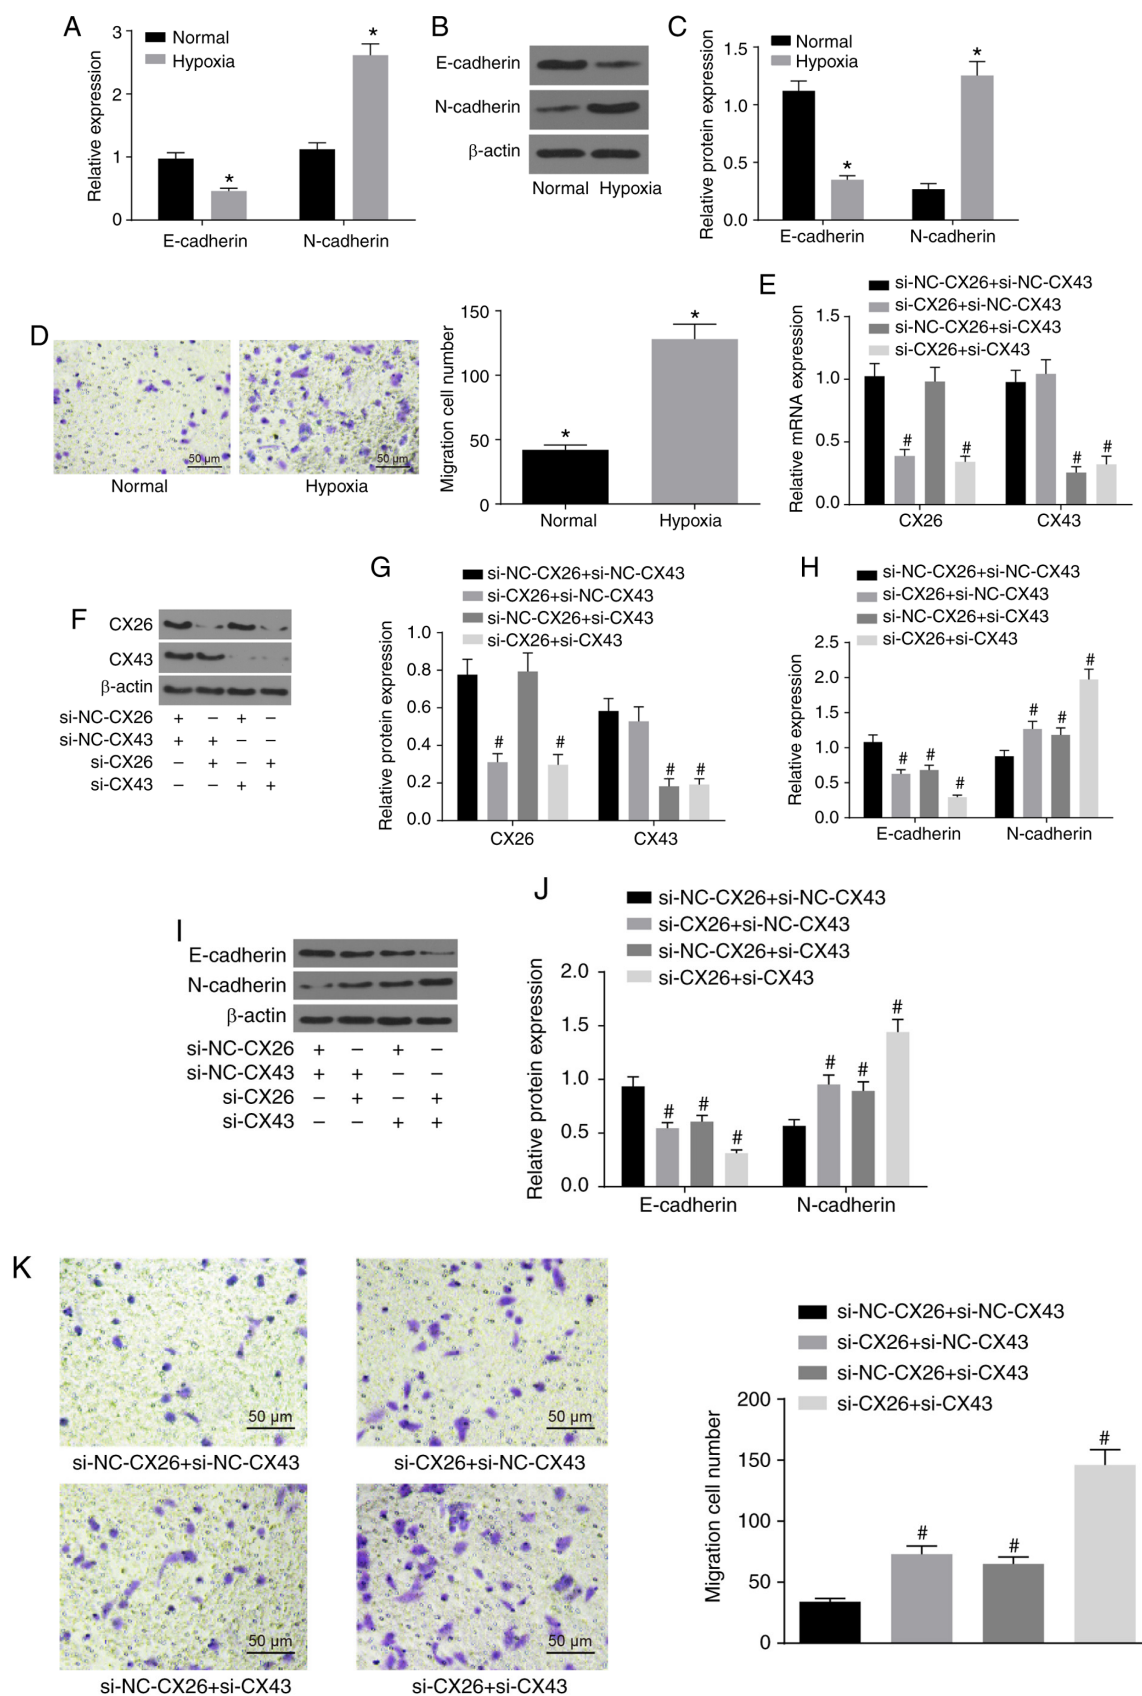 A
Normal
Hypoxia
*
*
Relative expression
3
2
1
0
E-cadherin
N-cadherin
B
E-cadherin
N-cadherin
β-actin
Normal Hypoxia
C
Normal
Hypoxia
*
*
Relative protein expression
1.5
1.0
0.5
0.0
E-cadherin
N-cadherin
D
50 µm
50 µm
Normal
Hypoxia
Migration cell number
150
100
50
0
*
*
Normal
Hypoxia
E
si-NC-CX26+si-NC-CX43
si-CX26+si-NC-CX43
si-NC-CX26+si-CX43
si-CX26+si-CX43
Relative mRNA expression
1.5
1.0
0.5
0.0
#
#
#
#
CX26
CX43
F
CX26
CX43
β-actin
si-NC-CX26 + – + –
si-NC-CX43 + + – –
si-CX26 – + – +
si-CX43 – – + +
G
si-NC-CX26+si-NC-CX43
si-CX26+si-NC-CX43
si-NC-CX26+si-CX43
si-CX26+si-CX43
Relative protein expression
1.0
0.8
0.6
0.4
0.2
0.0
#
#
#
#
CX26
CX43
H
si-NC-CX26+si-NC-CX43
si-CX26+si-NC-CX43
si-NC-CX26+si-CX43
si-CX26+si-CX43
Relative expression
2.5
2.0
1.5
1.0
0.5
0.0
#
#
#
#
#
#
E-cadherin
N-cadherin
I
E-cadherin
N-cadherin
β-actin
si-NC-CX26 + – + –
si-NC-CX43 + + – –
si-CX26 – + – +
si-CX43 – – + +
J
si-NC-CX26+si-NC-CX43
si-CX26+si-NC-CX43
si-NC-CX26+si-CX43
si-CX26+si-CX43
Relative protein expression
2.0
1.5
1.0
0.5
0.0
#
#
#
#
#
#
E-cadherin
N-cadherin
K
50 µm
50 µm
si-NC-CX26+si-NC-CX43
si-CX26+si-NC-CX43
50 µm
50 µm
si-NC-CX26+si-CX43
si-CX26+si-CX43
si-NC-CX26+si-NC-CX43
si-CX26+si-NC-CX43
si-NC-CX26+si-CX43
si-CX26+si-CX43
Migration cell number
200
150
100
50
0
#
#
#